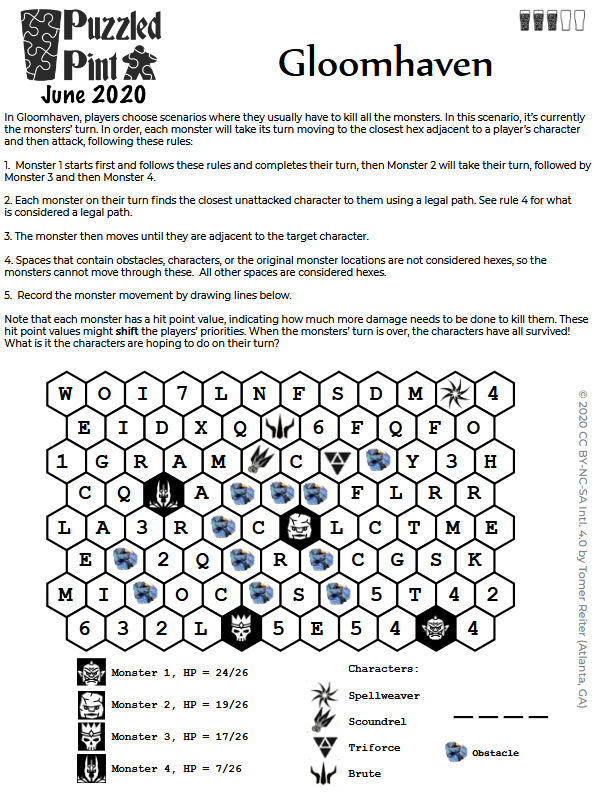 Puzzled
Pint
June 2020
Gloomhaven
In Gloomhaven, players choose scenarios where they usually have to kill all the monsters. In this scenario, it's currently
the monsters' turn. In order, each monster will take its turn moving to the closest hex adjacent to a player's character
and then attack, following these rules:
1. Monster 1 starts first and follows these rules and completes their turn, then Monster 2 will take their turn, followed by
Monster 3 and then Monster 4.
2. Each monster on their turn finds the closest unattacked character to them using a legal path. See rule 4 for what
is considered a legal path.
3. The monster then moves until they are adjacent to the target character.
4. Spaces that contain obstacles, characters, or the original monster locations are not considered hexes, so the
monsters cannot move through these. All other spaces are considered hexes.
5. Record the monster movement by drawing lines below.
Note that each monster has a hit point value, indicating how much more damage needs to be done to kill them. These
hit point values might shift the players' priorities. When the monsters' turn is over, the characters have all survived!
What is it the characters are hoping to do on their turn?
W O I 7 L N F S D M 4
E I D X Q 6 F Q F O
1 G R A M C Y 3 H
C Q A F L R R
L A 3 R C L C T M E
E 2 Q R C G S K
M I O C S 5 T 4 2
6 3 2 L 5 E 5 4 4
Monster 1, HP = 24/26
Monster 2, HP = 19/26
Monster 3, HP = 17/26
Monster 4, HP = 7/26
Characters:
Spellweaver
Scoundrel
Triforce
Brute
Obstacle
© 2020 CC BY-NC-SA Intl. 4.0 by Tomer Reiter (Atlanta, GA)